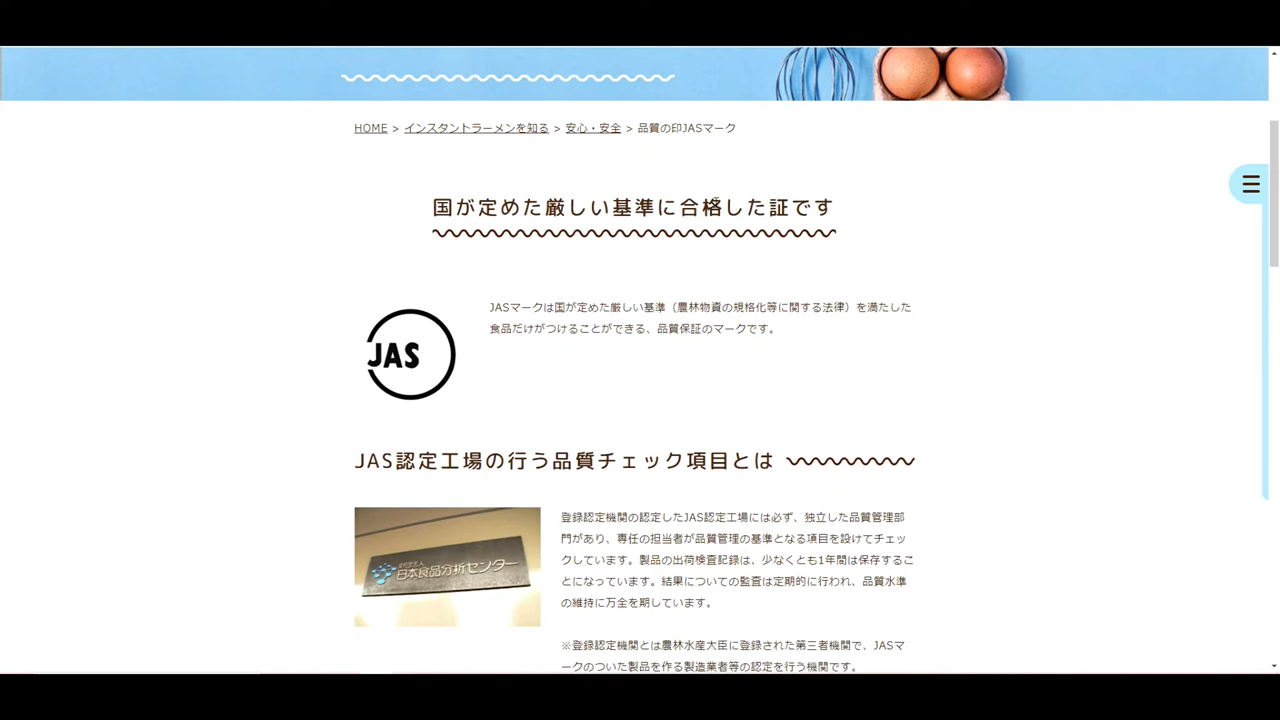 HOME > インスタントラーメンを知る > 安心・安全 > 品質の印JASマーク
国が定めた厳しい基準に合格した証です
JAS
JASマークは国が定めた厳しい基準（農林物資の規格化等に関する法律）を満たした
食品だけがつけることができる、品質保証のマークです。
JAS認定工場の行う品質チェック項目とは
日本食品分析センター
登録認定機関の認定したJAS認定工場には必ず、独立した品質管理部
門があり、専任の担当者が品質管理の基準となる項目を設けてチェッ
クしています。製品の出荷検査記録は、少なくとも1年間は保存するこ
とになっています。結果についての監査は定期的に行われ、品質水準
の維持に万全を期しています。
※登録認定機関とは農林水産大臣に登録された第三者機関で、JASマ
ークのついた製品を作る製造業者等の認定を行う機関です。